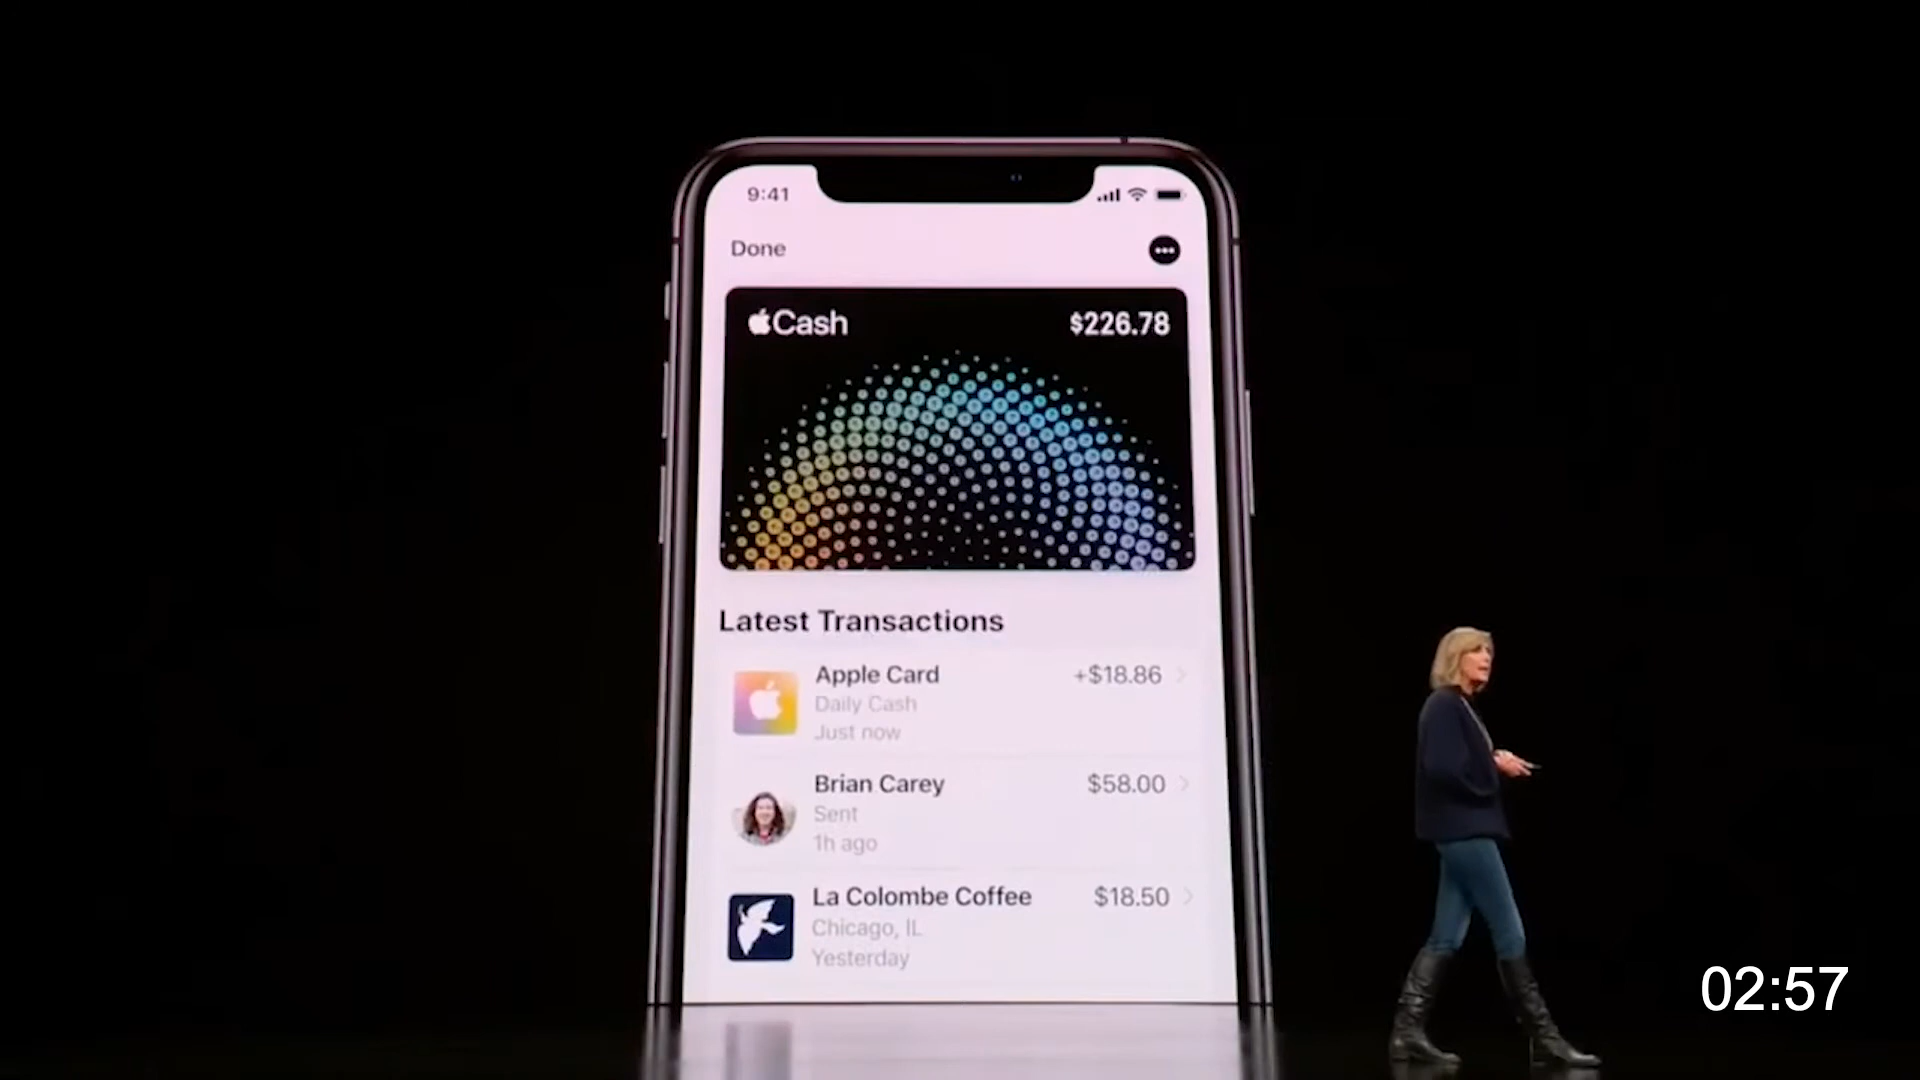 9:41
Done
Cash
$226.78
Latest Transactions
Apple Card
+$18.86
Daily Cash
Just now
Brian Carey
$58.00
Sent
1h ago
La Colombe Coffee
$18.50
Chicago, IL
Yesterday
02:57